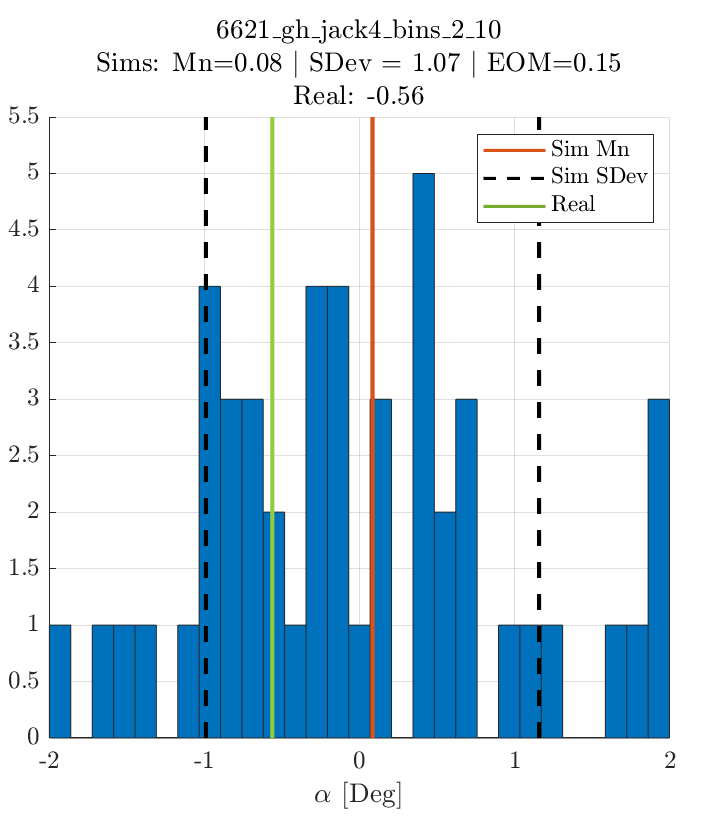 6621_gh_jack4_bins_2_10
Sims: Mn=0.08 | SDev = 1.07 | EOM=0.15
Real: -0.56
5.5
5
4.5
4
3.5
3
2.5
2
1.5
1
0.5
0
Sim Mn
Sim SDev
Real
-2
-1
0
1
2
α [Deg]